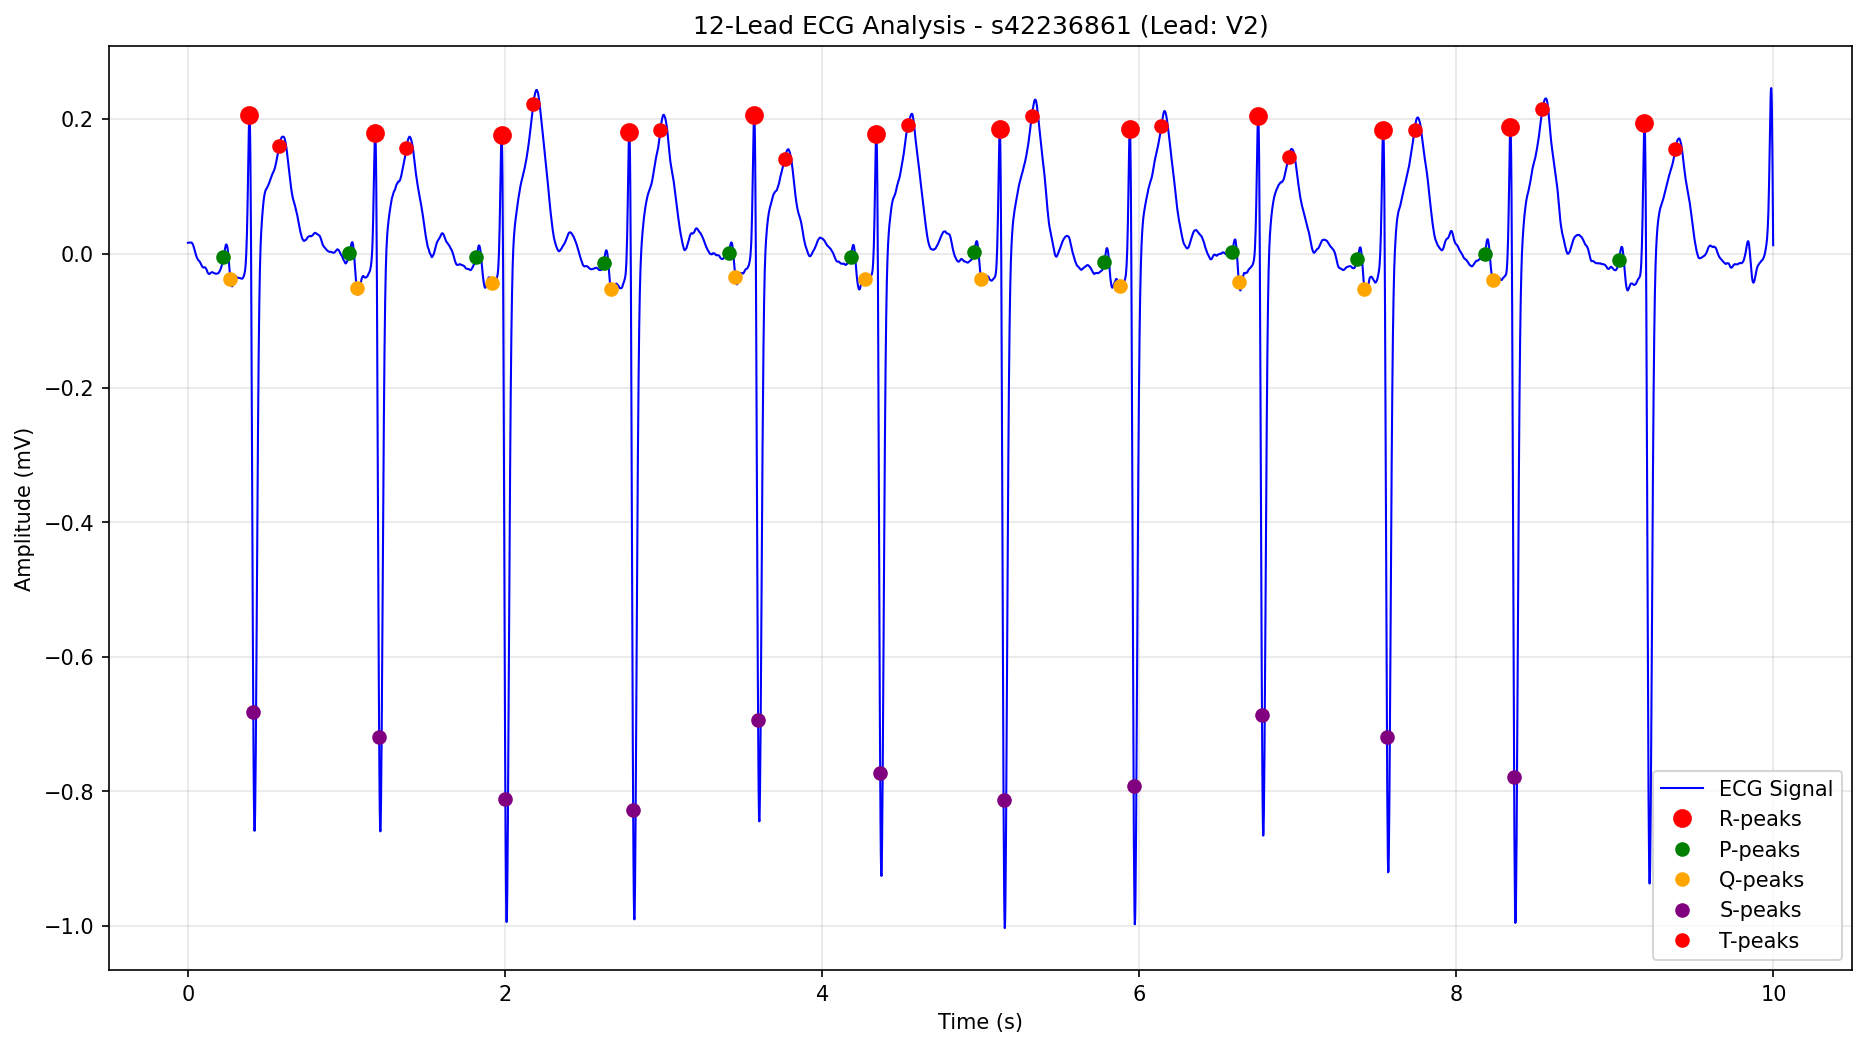 12-Lead ECG Analysis - s42236861 (Lead: V2)
Amplitude (mV)
0.2
0.0
−0.2
−0.4
−0.6
−0.8
−1.0
ECG Signal
R-peaks
P-peaks
Q-peaks
S-peaks
T-peaks
0 2 4 6 8 10
Time (s)